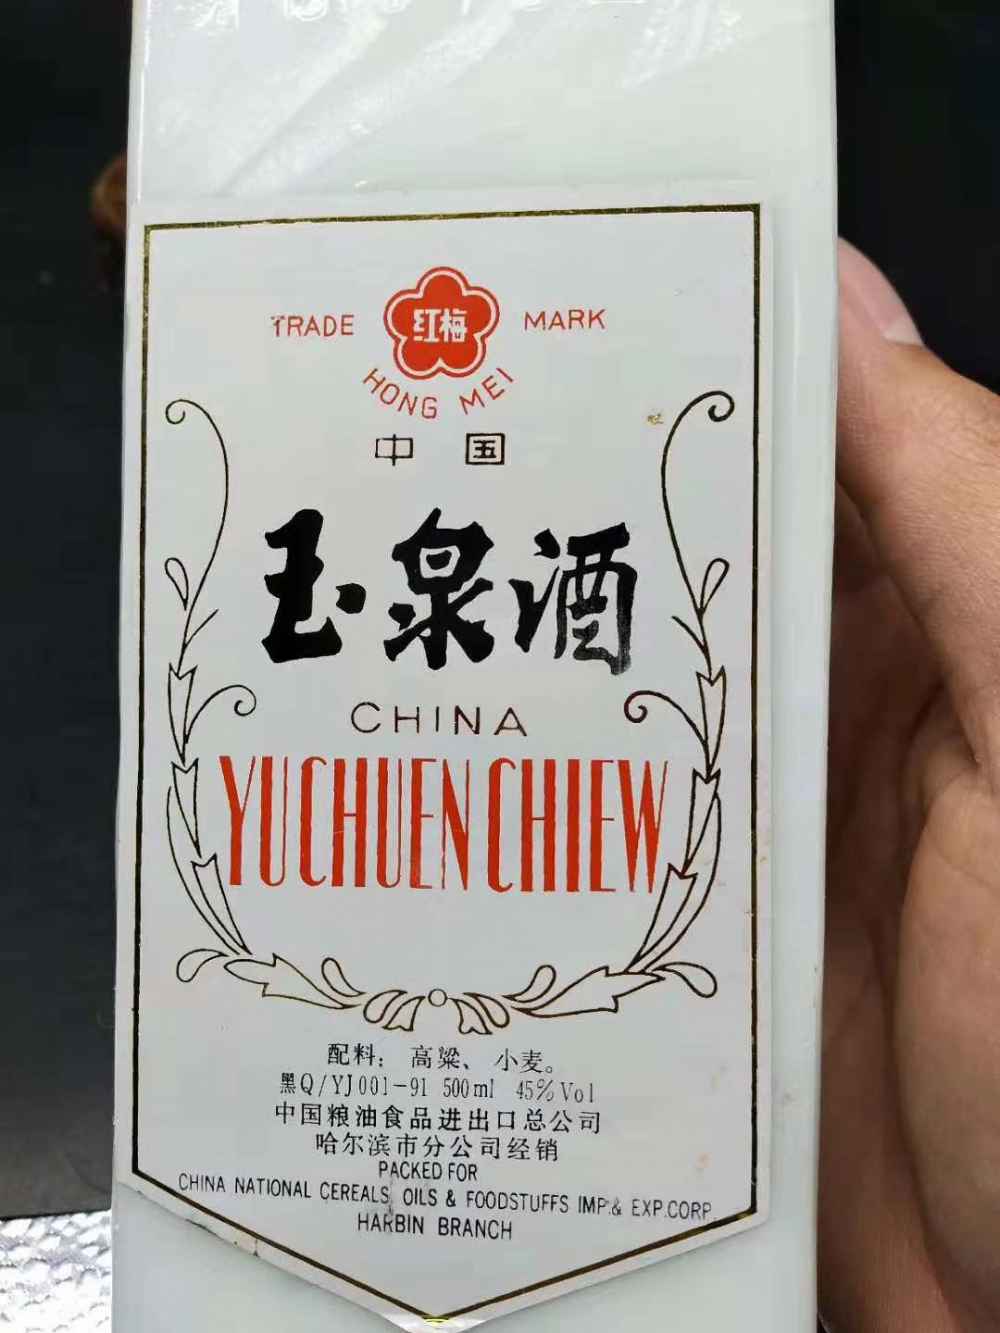 TRADE 红梅 MARK
HONG MEI
中国
玉泉酒
CHINA
YU CHUEN CHIEW
配料：高粱、小麦。
黑Q/YJ001-91 500ml 45%Vol
中国粮油食品进出口总公司
哈尔滨市分公司经销
PACKED FOR
CHINA NATIONAL CEREALS, OILS & FOODSTUFFS IMP.& EXP.CORP.
HARBIN BRANCH